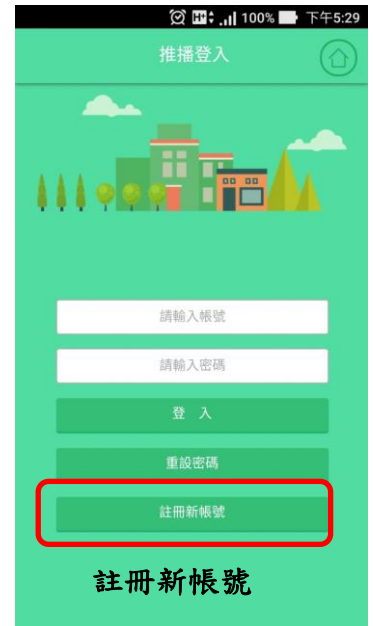 H+ 100% 下午5:29
推播登入
請輸入帳號
請輸入密碼
登 入
重設密碼
註冊新帳號
註冊新帳號